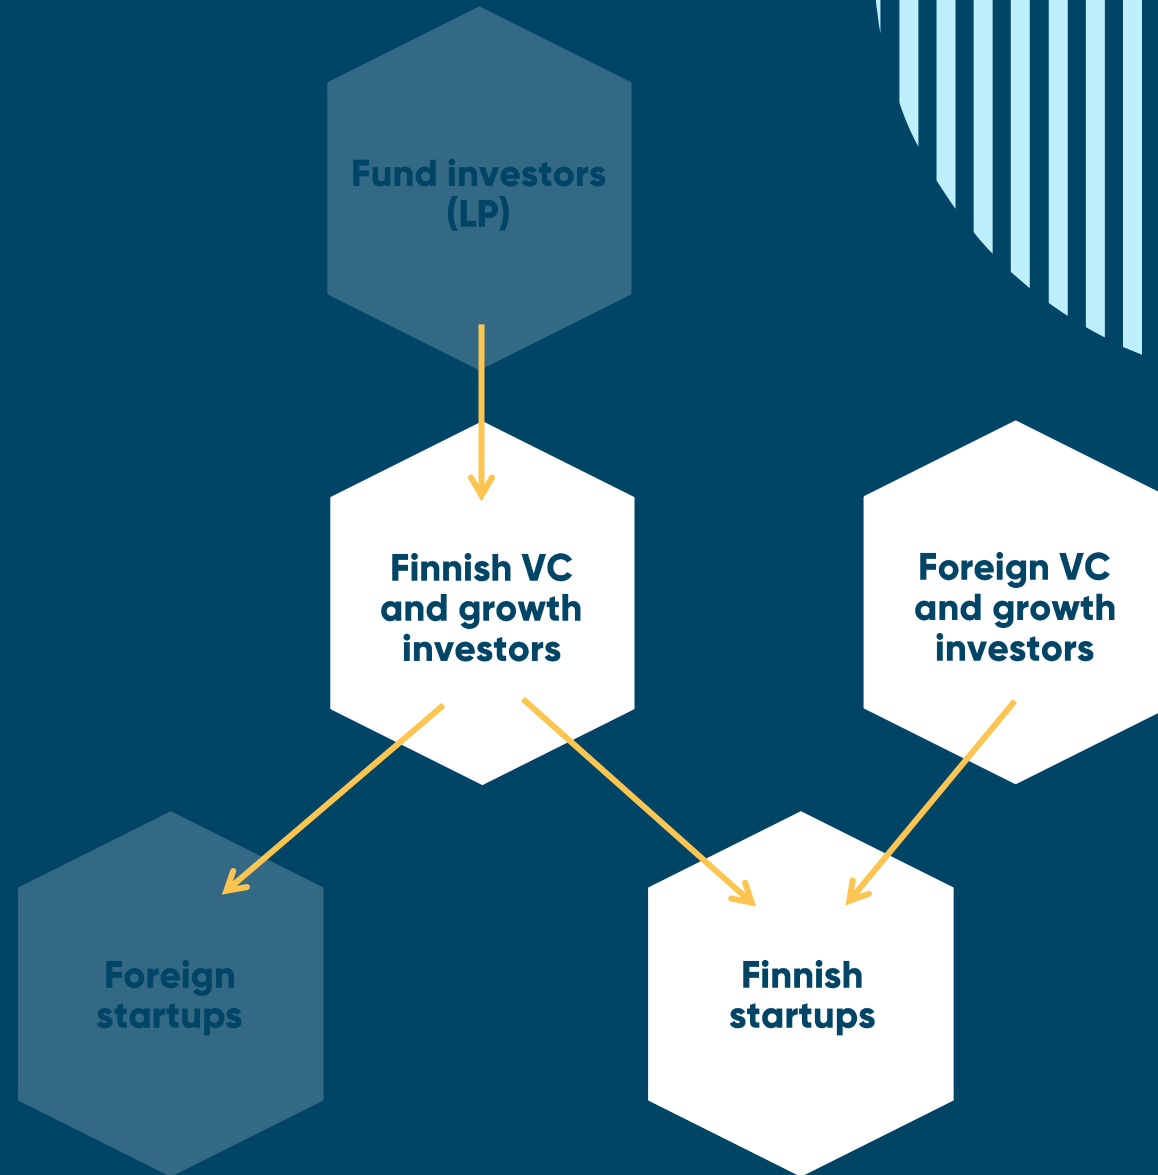 Fund investors
(LP)
Finnish VC
and growth
investors
Foreign VC
and growth
investors
Foreign
startups
Finnish
startups